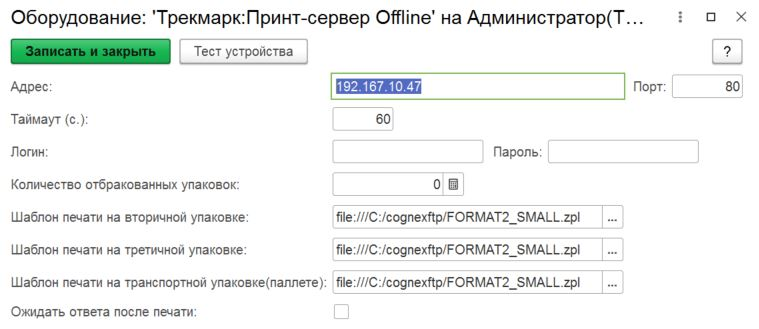 Оборудование: 'Трекмарк:Принт-сервер Offline' на Администратор(Т...
Записать и закрыть Тест устройства ?
Адрес: 192.167.10.47 Порт: 80
Таймаут (с.): 60
Логин: Пароль:
Количество отбракованных упаковок: 0
Шаблон печати на вторичной упаковке: file:///C:/cognexftp/FORMAT2_SMALL.zpl ...
Шаблон печати на третичной упаковке: file:///C:/cognexftp/FORMAT2_SMALL.zpl ...
Шаблон печати на транспортной упаковке(паллете): file:///C:/cognexftp/FORMAT2_SMALL.zpl ...
Ожидать ответа после печати: